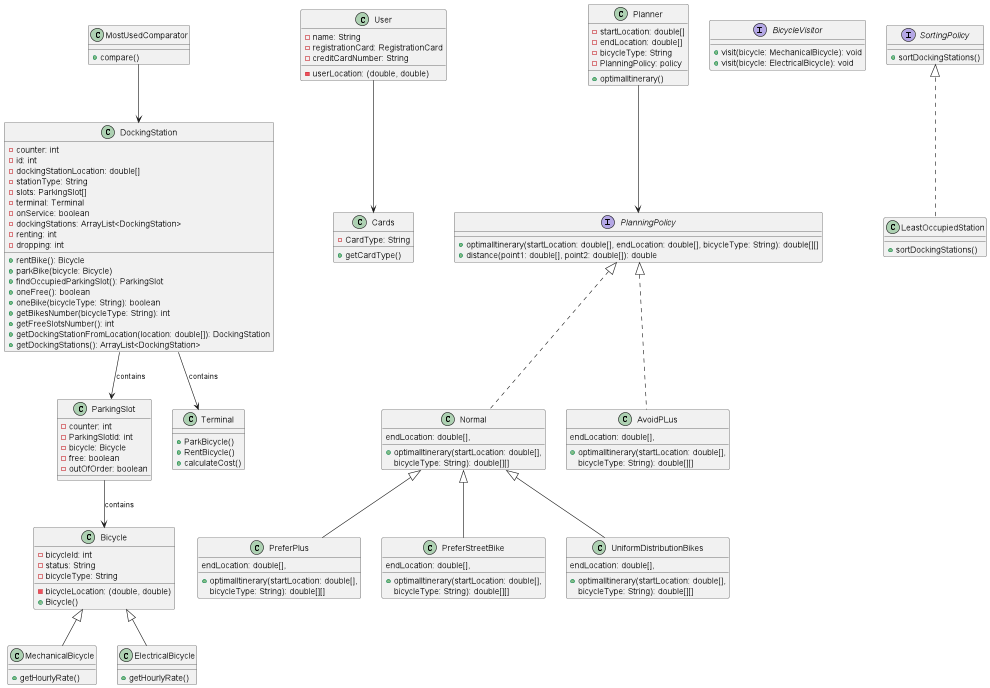 C MostUsedComparator
compare()
C User
name: String
registrationCard: RegistrationCard
creditCardNumber: String
userLocation: (double, double)
C Planner
startLocation: double[]
endLocation: double[]
bicycleType: String
PlanningPolicy: policy
optimalItinerary()
I BicycleVisitor
visit(bicycle: MechanicalBicycle): void
visit(bicycle: ElectricalBicycle): void
I SortingPolicy
sortDockingStations()
C DockingStation
counter: int
id: int
dockingStationLocation: double[]
stationType: String
slots: ParkingSlot[]
terminal: Terminal
onService: boolean
dockingStations: ArrayList<DockingStation>
renting: int
dropping: int
rentBike(): Bicycle
parkBike(bicycle: Bicycle)
findOccupiedParkingSlot(): ParkingSlot
oneFree(): boolean
oneBike(bicycleType: String): boolean
getBikesNumber(bicycleType: String): int
getFreeSlotsNumber(): int
getDockingStationFromLocation(location: double[]): DockingStation
getDockingStations(): ArrayList<DockingStation>
C Cards
CardType: String
getCardType()
I PlanningPolicy
optimalItinerary(startLocation: double[], endLocation: double[], bicycleType: String): double[][]
distance(point1: double[], point2: double[]): double
C LeastOccupiedStation
sortDockingStations()
contains
contains
C ParkingSlot
counter: int
ParkingSlotId: int
bicycle: Bicycle
free: boolean
outOfOrder: boolean
C Terminal
ParkBicycle()
RentBicycle()
calculateCost()
C Normal
endLocation: double[],
optimalItinerary(startLocation: double[],
bicycleType: String): double[][]
C AvoidPLus
endLocation: double[],
optimalItinerary(startLocation: double[],
bicycleType: String): double[][]
contains
C Bicycle
bicycleId: int
status: String
bicycleType: String
bicycleLocation: (double, double)
Bicycle()
C PreferPlus
endLocation: double[],
optimalItinerary(startLocation: double[],
bicycleType: String): double[][]
C PreferStreetBike
endLocation: double[],
optimalItinerary(startLocation: double[],
bicycleType: String): double[][]
C UniformDistributionBikes
endLocation: double[],
optimalItinerary(startLocation: double[],
bicycleType: String): double[][]
C MechanicalBicycle
getHourlyRate()
C ElectricalBicycle
getHourlyRate()